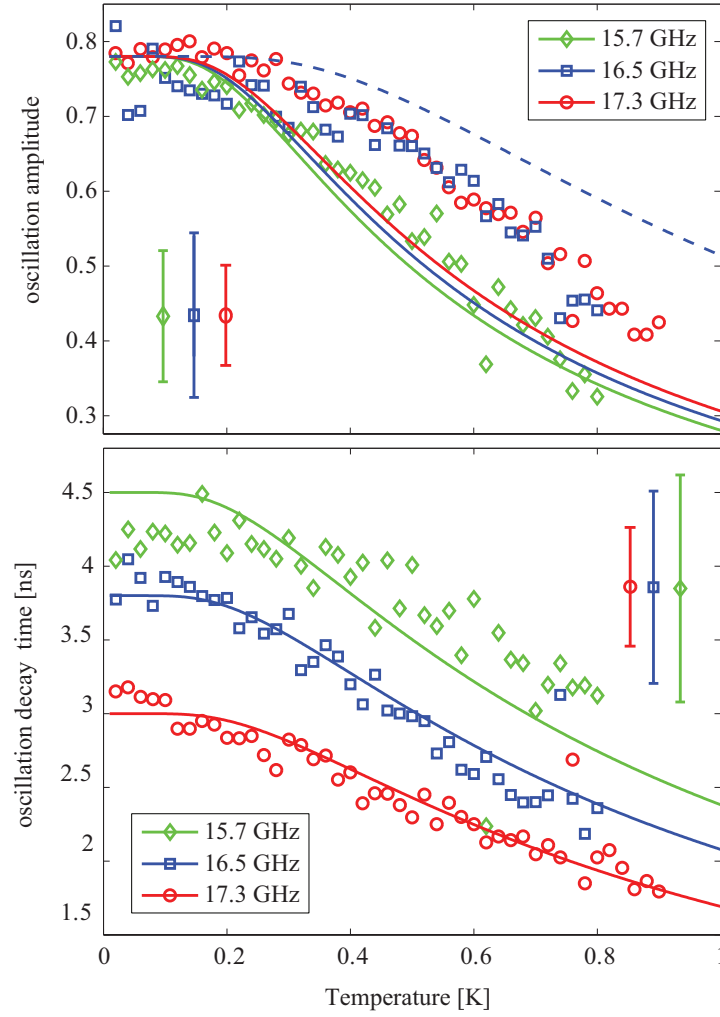 0.8
0.7
0.6
0.5
0.4
0.3
oscillation amplitude
15.7 GHz
16.5 GHz
17.3 GHz
4.5
4
3.5
3
2.5
2
1.5
oscillation decay time [ns]
15.7 GHz
16.5 GHz
17.3 GHz
0
0.2
0.4
0.6
0.8
1
Temperature [K]